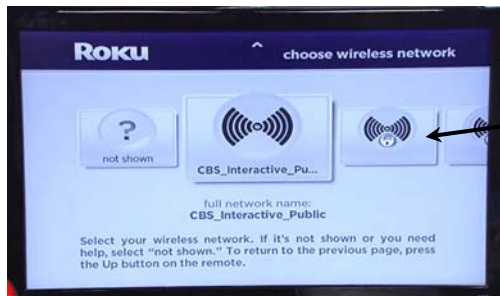 ROKU
^ choose wireless network
?
not shown
CBS_Interactive_Pu...
full network name:
CBS_Interactive_Public
Select your wireless network. If it's not shown or you need
help, select "not shown." To return to the previous page, press
the Up button on the remote.